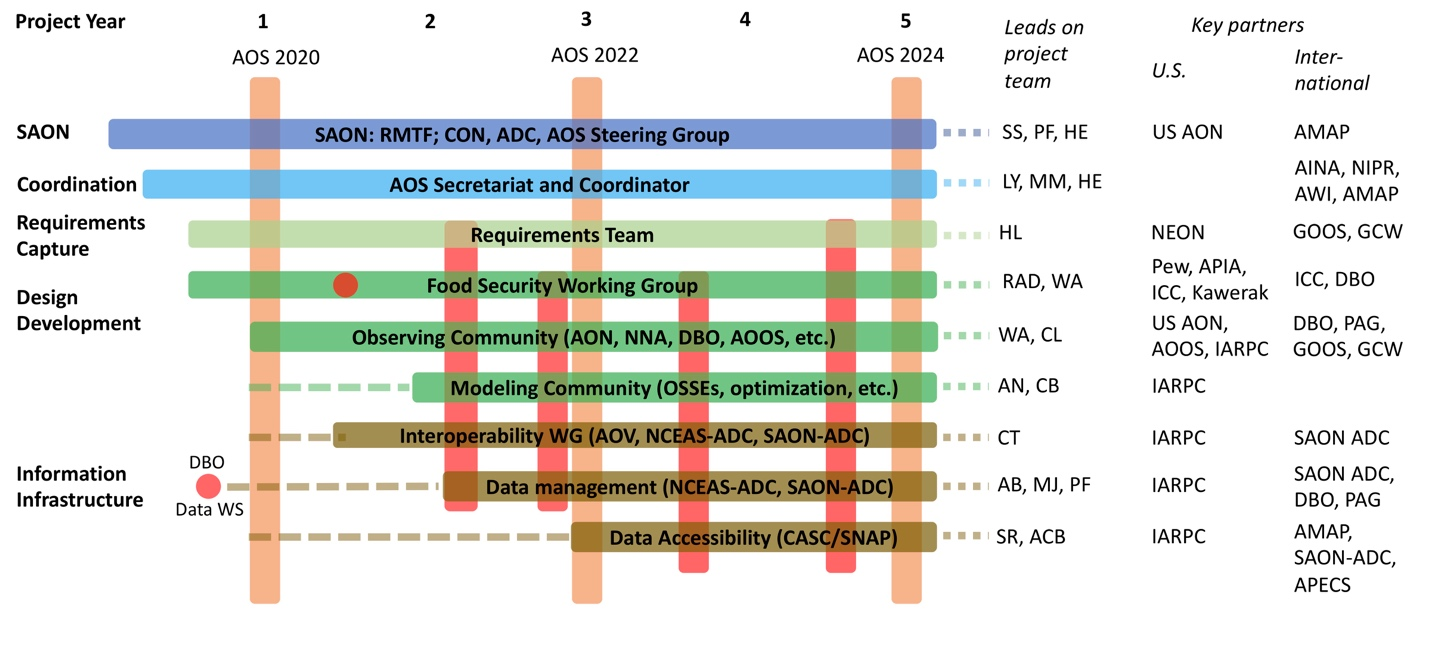 Project Year 1 2 3 4 5
AOS 2020 AOS 2022 AOS 2024
Leads on
project
team
Key partners
U.S.
Inter-
national
SAON
SAON: RMTF; CON, ADC, AOS Steering Group
SS, PF, HE
US AON
AMAP
Coordination
AOS Secretariat and Coordinator
LY, MM, HE
AINA, NIPR,
AWI, AMAP
Requirements
Capture
Requirements Team
HL
NEON
GOOS, GCW
Design
Development
Food Security Working Group
RAD, WA
Pew, APIA,
ICC, Kawerak
ICC, DBO
Observing Community (AON, NNA, DBO, AOOS, etc.)
WA, CL
US AON,
AOOS, IARPC
DBO, PAG,
GOOS, GCW
Modeling Community (OSSEs, optimization, etc.)
AN, CB
IARPC
Information
Infrastructure
Interoperability WG (AOV, NCEAS-ADC, SAON-ADC)
CT
IARPC
SAON ADC
DBO
Data WS
Data management (NCEAS-ADC, SAON-ADC)
AB, MJ, PF
IARPC
SAON ADC,
DBO, PAG
Data Accessibility (CASC/SNAP)
SR, ACB
IARPC
AMAP,
SAON-ADC,
APECS